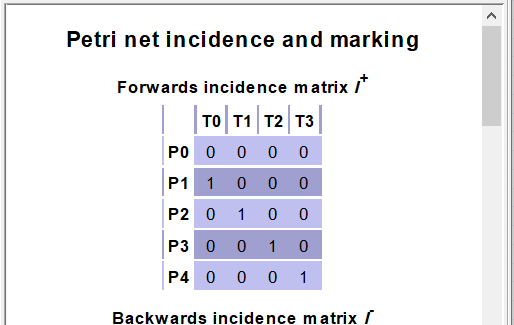 Petri net incidence and marking
Forwards incidence matrix I+
T0 T1 T2 T3
P0 0 0 0 0
P1 1 0 0 0
P2 0 1 0 0
P3 0 0 1 0
P4 0 0 0 1
Backwards incidence matrix I-